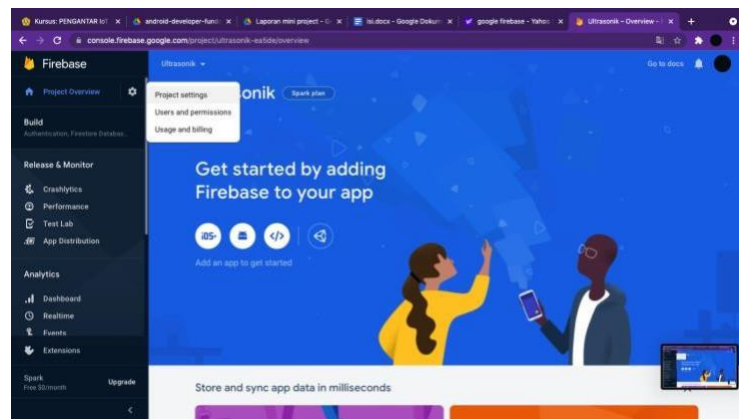 Kursus: PENGANTAR IoT
android-developer-fund
Laporan mini project - G
isi.docx - Google Dokum
google firebase - Yahoo
Ultrasonik - Overview -
console.firebase.google.com/project/ultrasonik-ea6de/overview
Firebase
Ultrasonik
Go to docs
Project Overview
Project settings
Users and permissions
Usage and billing
onik
Spark plan
Build
Authentication, Firestore Databas...
Release & Monitor
Crashlytics
Performance
Test Lab
App Distribution
Analytics
Dashboard
Realtime
Events
Extensions
Spark
Free $0/month
Upgrade
Get started by adding
Firebase to your app
iOS+
Add an app to get started
Store and sync app data in milliseconds